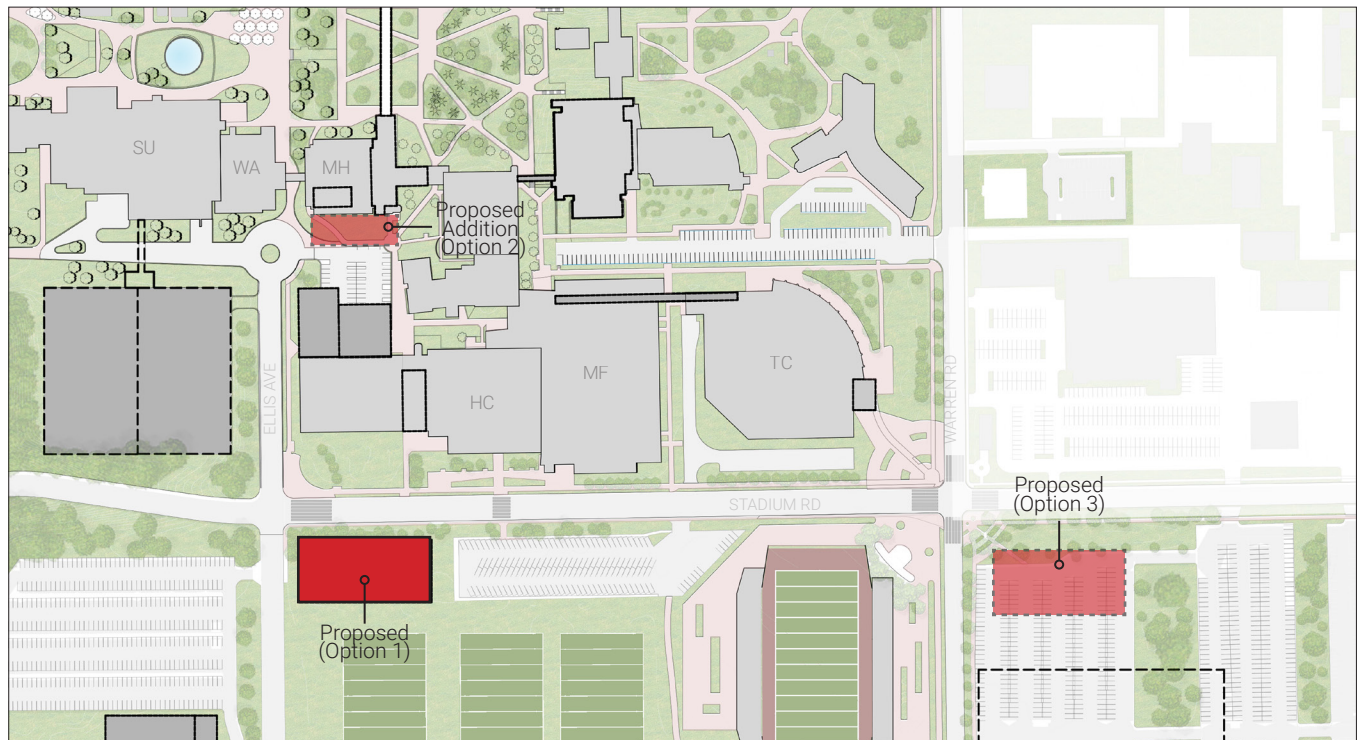 SU
WA
MH
Proposed
Addition
(Option 2)
ELLIS AVE
HC
MF
TC
WARREN RD
STADIUM RD
Proposed
(Option 3)
Proposed
(Option 1)